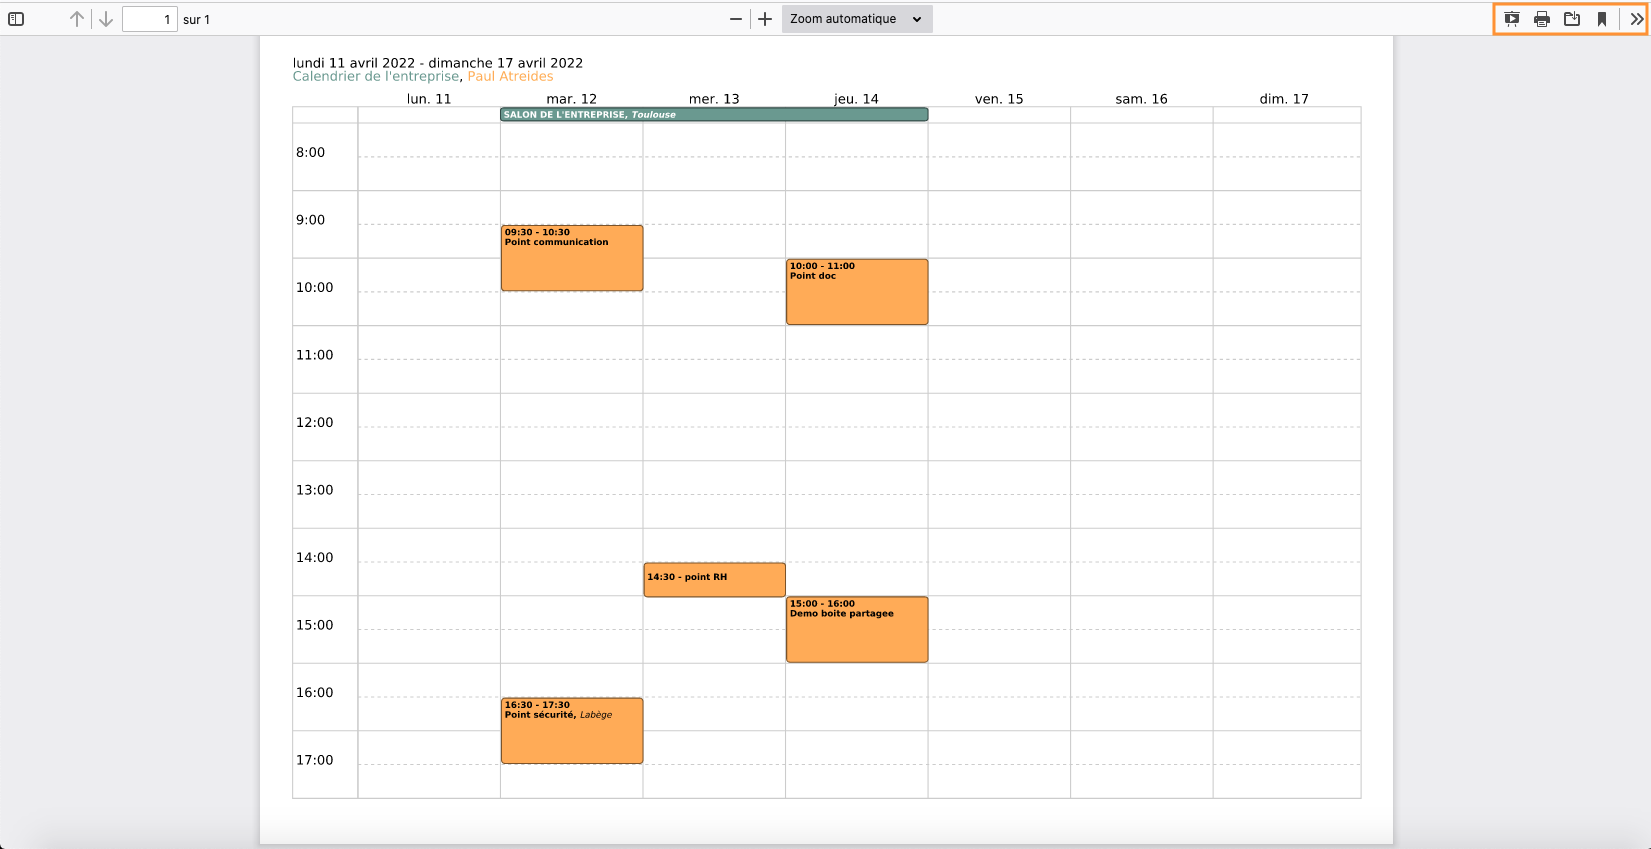 1 sur 1 Zoom automatique
lundi 11 avril 2022 - dimanche 17 avril 2022
Calendrier de l'entreprise, Paul Atreides
lun. 11 mar. 12 mer. 13 jeu. 14 ven. 15 sam. 16 dim. 17
SALON DE L'ENTREPRISE, Toulouse
8:00
9:00
09:30 - 10:30
Point communication
10:00 - 11:00
Point doc
10:00
11:00
12:00
13:00
14:00
14:30 - point RH
15:00 - 16:00
Demo boite partagee
15:00
16:00
16:30 - 17:30
Point sécurité, Labège
17:00